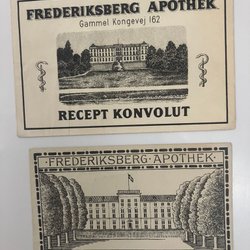 FREDERIKSBERG APOTHEK
Gammel Kongevej 162
RECEPT KONVOLUT
· FREDERIKSBERG · APOTHEK ·